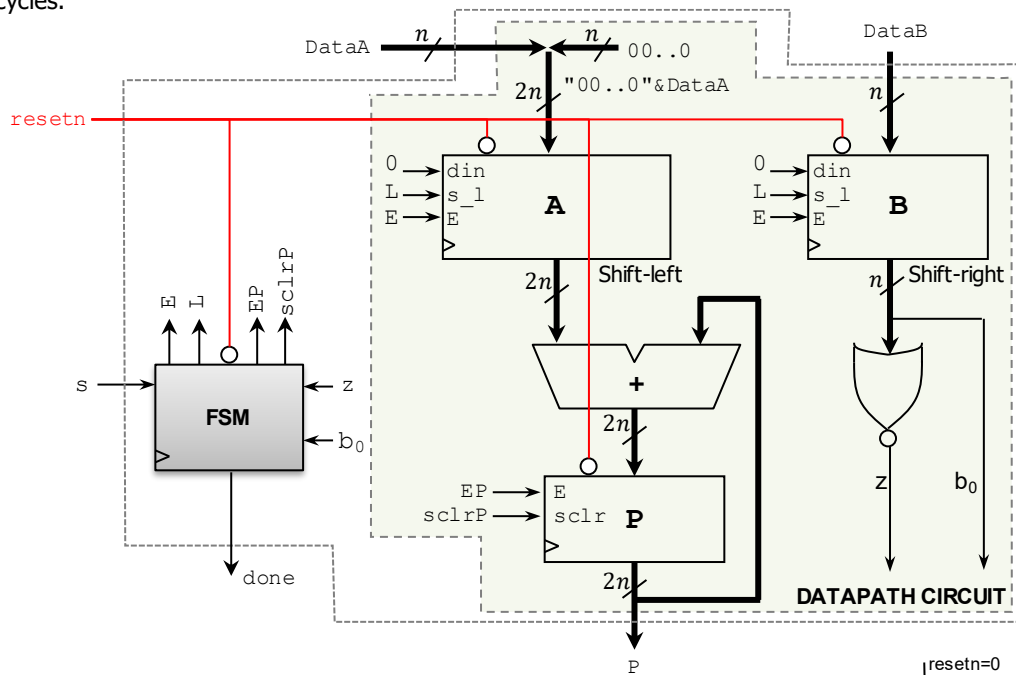 cycles.
DataA
n
n
00..0
DataB
2n
"00..0"&DataA
n
resetn
0
din
L
s_l
E
E
A
0
din
L
s_l
E
E
B
2n
Shift-left
n
Shift-right
E
L
EP
sclrP
s
FSM
z
b0
+
2n
EP
E
sclrP
sclr
P
z
b0
2n
done
DATAPATH CIRCUIT
P
resetn=0